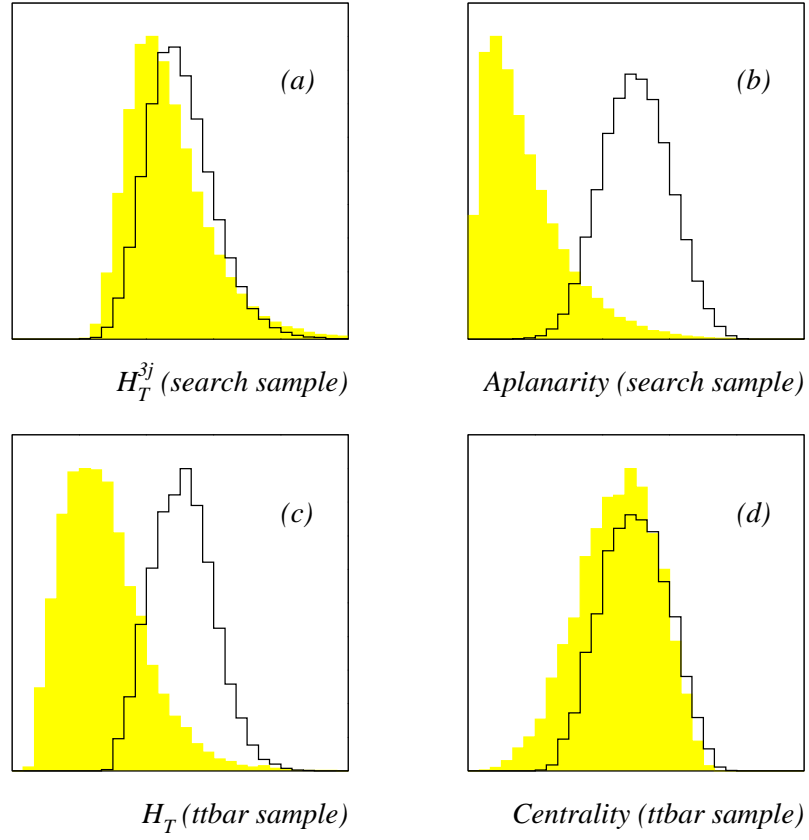 (a)
(b)
H_T^{3j} (search sample)
Aplanarity (search sample)
(c)
(d)
H_T (ttbar sample)
Centrality (ttbar sample)